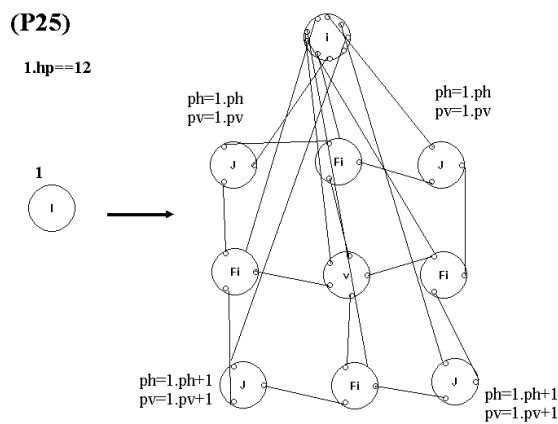 (P25)
i
1.hp==12
ph=1.ph
pv=1.pv
ph=1.ph
pv=1.pv
J
Fi
J
1
I
Fi
v
Fi
J
Fi
J
ph=1.ph+1
pv=1.pv+1
ph=1.ph+1
pv=1.pv+1